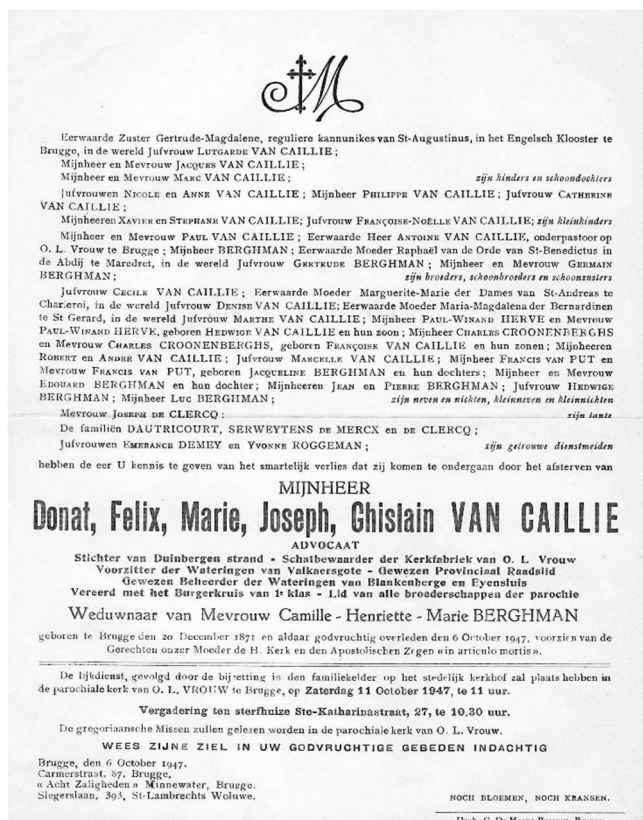 Eerwaarde Zuster Gertrude-Magdalene, reguliere kannunikes van St-Augustinus, in het Engelsch Klooster te
Brugge, in de wereld Jufvrouw LUTGARDE VAN CAILLIE ;
Mijnheer en Mevrouw JACQUES VAN CAILLIE ;
Mijnheer en Mevrouw MARC VAN CAILLIE ; zijn kinders en schoondochters
Jufvrouwen NICOLE en ANNE VAN CAILLIE ; Mijnheer PHILIPPE VAN CAILLIE ; Jufvrouw CATHERINE
VAN CAILLIE ;
Mijnheeren XAVIER en STEPHANE VAN CAILLIE; Jufvrouw FRANÇOISE-NOËLLE VAN CAILLIE; zijn kleinkinders
Mijnheer en Mevrouw PAUL VAN CAILLIE ; Eerwaarde Heer ANTOINE VAN CAILLIE, onderpastoor op
O. L. Vrouw te Brugge ; Mijnheer BERGHMAN ; Eerwaarde Moeder Raphaël van de Orde van St-Benedictus in
de Abdij te Maredret, in de wereld Jufvrouw GERTRUDE BERGHMAN ; Mijnheer en Mevrouw GERMAIN
BERGHMAN ; zijn broeders, schoonbroeders en schoonzusters
Jufvrouw CECILE VAN CAILLIE ; Eerwaarde Moeder Marguerite-Marie der Dames van St-Andreas te
Charleroi, in de wereld Jufvrouw DENISE VAN CAILLIE; Eerwaarde Moeder Maria-Magdalena der Bernardinen
te St Gerard, in de wereld Jufvrouw MARTHE VAN CAILLIE ; Mijnheer PAUL-WINAND HERVE en Mevrouw
PAUL-WINAND HERVE, geboren HEDWIGE VAN CAILLIE en hun zoon ; Mijnheer CHARLES CROONENBERGHS
en Mevrouw CHARLES CROONENBERGHS, geboren FRANÇOISE VAN CAILLIE en hun zonen ; Mijnheeren
ROBERT en ANDRÉ VAN CAILLIE ; Jufvrouw MARCELLE VAN CAILLIE ; Mijnheer FRANCIS VAN PUT en
Mevrouw FRANCIS VAN PUT, geboren JACQUELINE BERGHMAN en hun dochters ; Mijnheer en Mevrouw
EDOUARD BERGHMAN en hun dochter ; Mijnheeren JEAN en PIERRE BERGHMAN ; Jufvrouw HEDWIGE
BERGHMAN ; Mijnheer LUC BERGHMAN ; zijn neven en nichten, kleinneven en kleinnichten
Mevrouw JOSEPH DE CLERCQ ; zijn tante
De familiën DAUTRICOURT, SERWEYTENS DE MERCX en DE CLERCQ ;
Jufvrouwen EMERANCE DEMEY en YVONNE ROGGEMAN ; zijn getrouwe dienstmeiden
hebben de eer U kennis te geven van het smartelijk verlies dat zij komen te ondergaan door het afsterven van
MIJNHEER
Donat, Felix, Marie, Joseph, Ghislain VAN CAILLIE
ADVOCAAT
Stichter van Duinbergen strand - Schatbewaarder der Kerkfabriek van O. L. Vrouw
Voorzitter der Wateringen van Valkaersgote - Gewezen Provinciaal Raadslid
Gewezen Beheerder der Wateringen van Blankenberge en Eyensluis
Vereerd met het Burgerkruis van 1e klas - Lid van alle broederschappen der parochie
Weduwnaar van Mevrouw Camille - Henriette - Marie BERGHMAN
geboren te Brugge den 20 December 1871 en aldaar godvruchtig overleden den 6 October 1947, voorzien van de
Gerechten onzer Moeder de H. Kerk en den Apostolischen Zegen «in articulo mortis».
De lijkdienst, gevolgd door de bijzetting in den familiekelder op het stedelijk kerkhof zal plaats hebben in
de parochiale kerk van O. L. VROUW te Brugge, op Zaterdag 11 October 1947, te 11 uur.
Vergadering ten sterfhuize Ste-Katharinastraat, 27, te 10,30 uur.
De gregoriaansche Missen zullen gelezen worden in de parochiale kerk van O. L. Vrouw.
WEES ZIJNE ZIEL IN UW GODVRUCHTIGE GEBEDEN INDACHTIG
Brugge, den 6 October 1947.
Carmerstraat, 87, Brugge.
« Acht Zaligheden » Minnewater, Brugge.
Slegerslaan, 393, St-Lambrechts Woluwe.
NOCH BLOEMEN, NOCH KRANSEN.